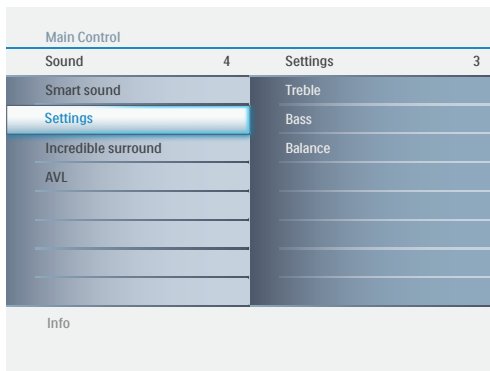 Main Control
Sound 4 Settings 3
Smart sound Treble
Settings Bass
Incredible surround Balance
AVL
Info